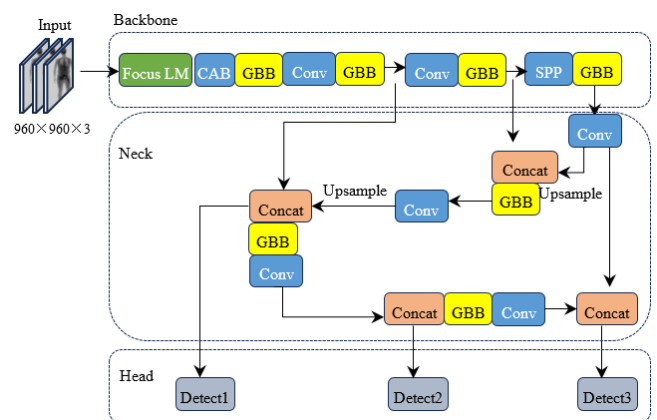 Input
Backbone
Focus LM CAB GBB Conv GBB Conv GBB SPP GBB
960×960×3
Conv
Neck
Concat
Upsample
Upsample
GBB
Concat
Conv
GBB
Conv
Concat GBB Conv Concat
Head
Detect1 Detect2 Detect3